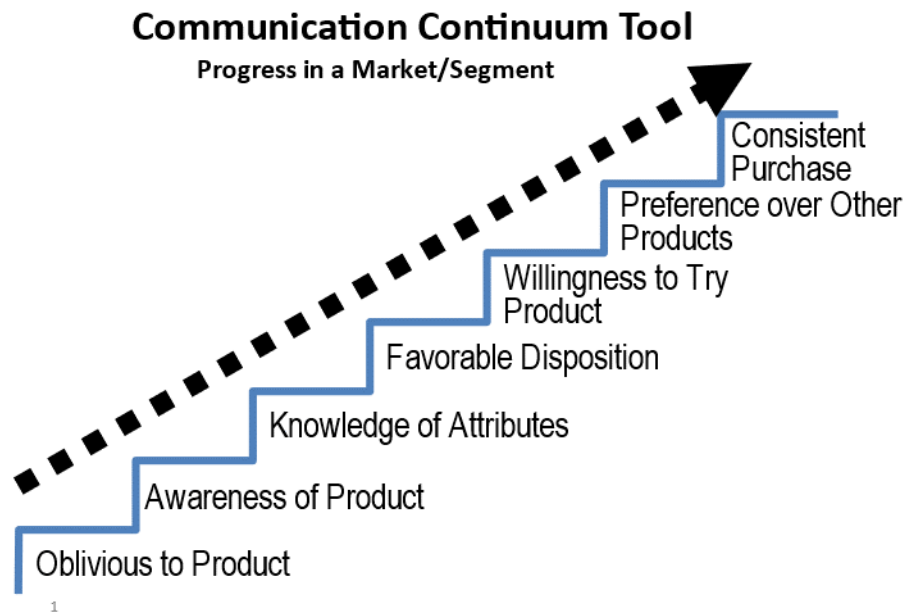 Communication Continuum Tool
Progress in a Market/Segment
Consistent
Purchase
Preference over Other
Products
Willingness to Try
Product
Favorable Disposition
Knowledge of Attributes
Awareness of Product
Oblivious to Product
1